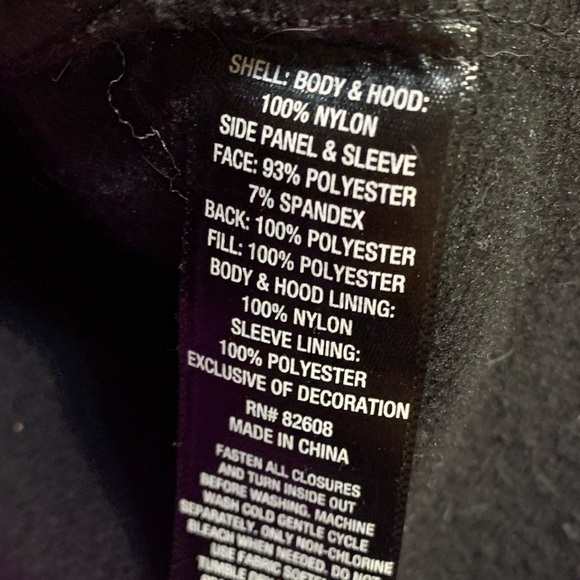 SHELL: BODY & HOOD:
100% NYLON
SIDE PANEL & SLEEVE
FACE: 93% POLYESTER
7% SPANDEX
BACK: 100% POLYESTER
FILL: 100% POLYESTER
BODY & HOOD LINING:
100% NYLON
SLEEVE LINING:
100% POLYESTER
EXCLUSIVE OF DECORATION
RN# 82608
MADE IN CHINA
FASTEN ALL CLOSURES
AND TURN INSIDE OUT
BEFORE WASHING. MACHINE
WASH COLD GENTLE CYCLE
SEPARATELY, ONLY NON-CHLORINE
BLEACH WHEN NEEDED. DO NOT
USE FABRIC
TUMBLE